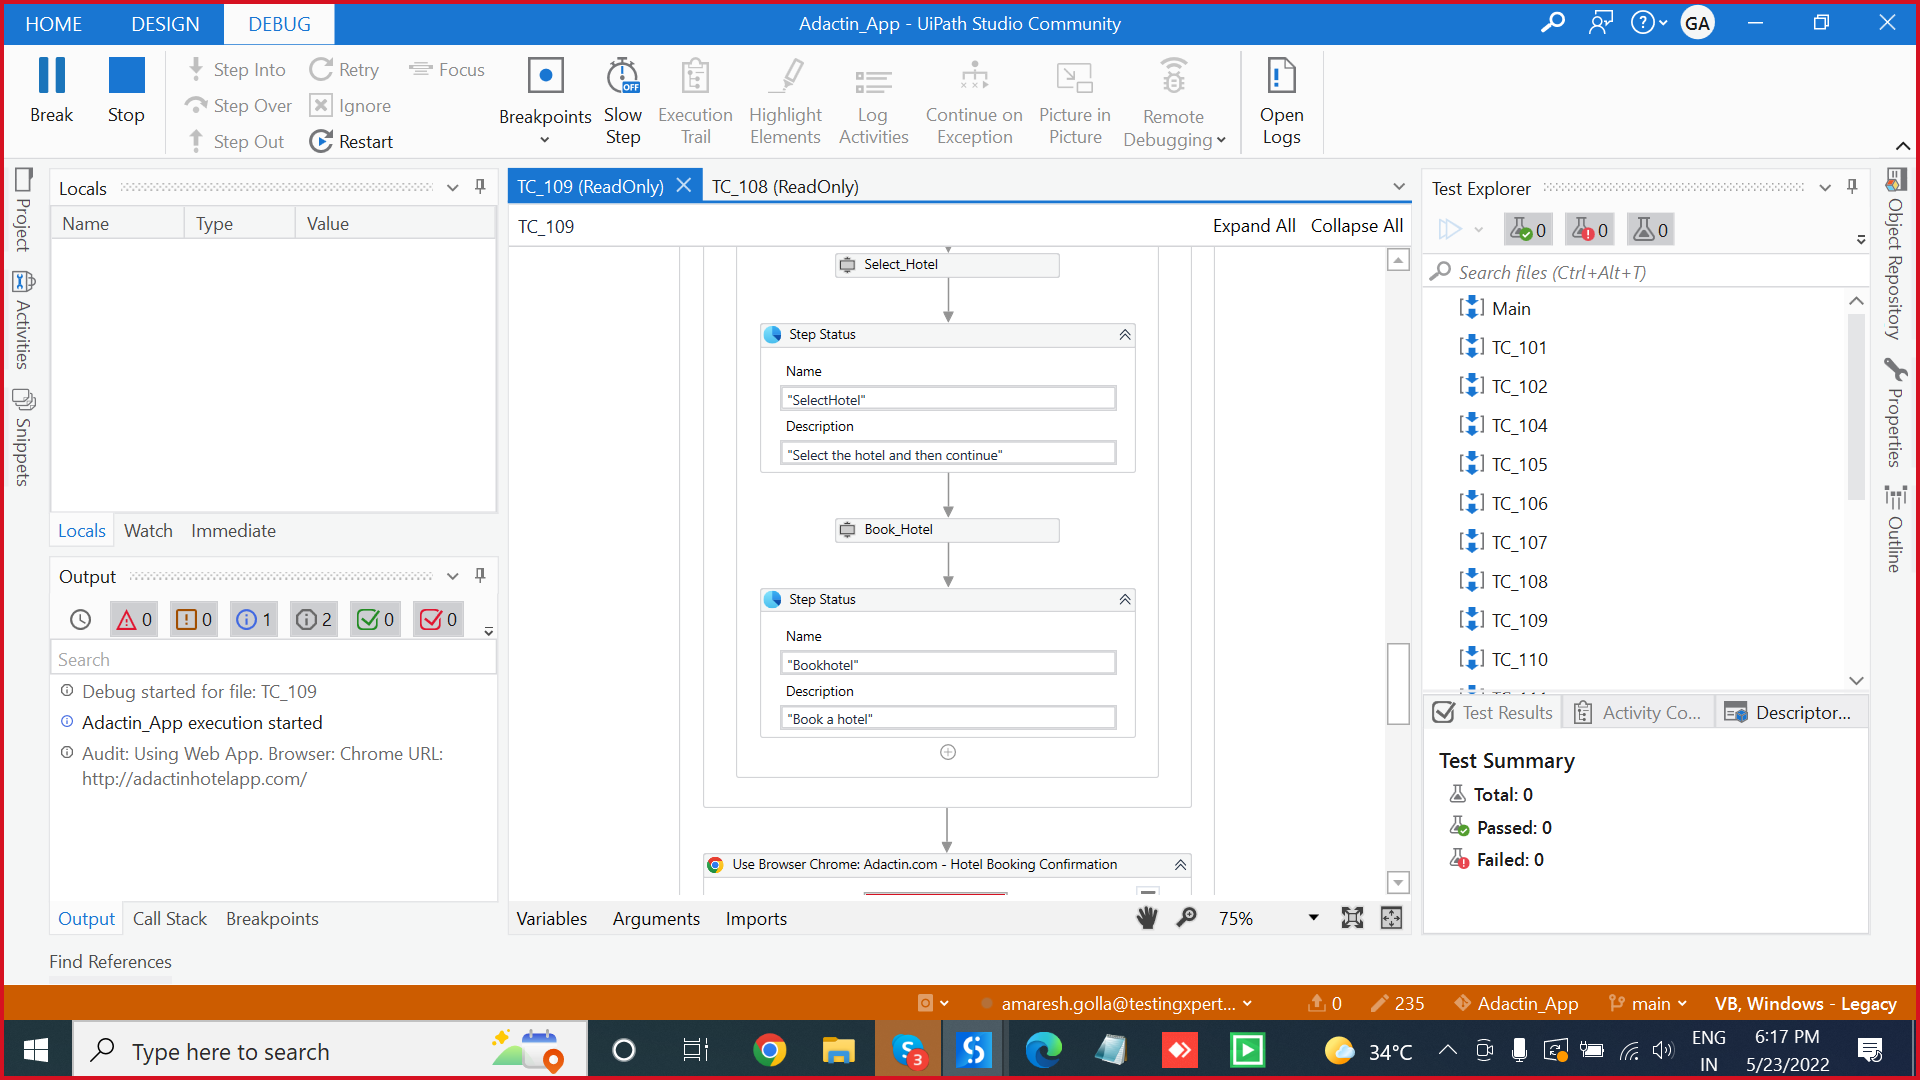 HOME DESIGN DEBUG
Adactin_App - UiPath Studio Community
GA
Break
Stop
Step Into
Step Over
Step Out
Retry
Ignore
Restart
Focus
Breakpoints
Slow
Step
Execution
Trail
Highlight
Elements
Log
Activities
Continue on
Exception
Picture in
Picture
Remote
Debugging
Open
Logs
Project
Activities
Snippets
Locals
Name Type Value
Locals Watch Immediate
Output
0 0 1 2 0 0
Search
Debug started for file: TC_109
Adactin_App execution started
Audit: Using Web App. Browser: Chrome URL:
http://adactinhotelapp.com/
Output Call Stack Breakpoints
Find References
TC_109 (ReadOnly) TC_108 (ReadOnly)
TC_109
Expand All Collapse All
Select_Hotel
Step Status
Name
"SelectHotel"
Description
"Select the hotel and then continue"
Book_Hotel
Step Status
Name
"Bookhotel"
Description
"Book a hotel"
Use Browser Chrome: Adactin.com - Hotel Booking Confirmation
Variables Arguments Imports
75%
Test Explorer
0 0 0
Search files (Ctrl+Alt+T)
Main
TC_101
TC_102
TC_104
TC_105
TC_106
TC_107
TC_108
TC_109
TC_110
Test Results Activity Co... Descriptor...
Test Summary
Total: 0
Passed: 0
Failed: 0
Object Repository
Properties
Outline
amaresh.golla@testingxpert...
0 235 Adactin_App main VB, Windows - Legacy
Type here to search
3
34°C
ENG
IN
6:17 PM
5/23/2022